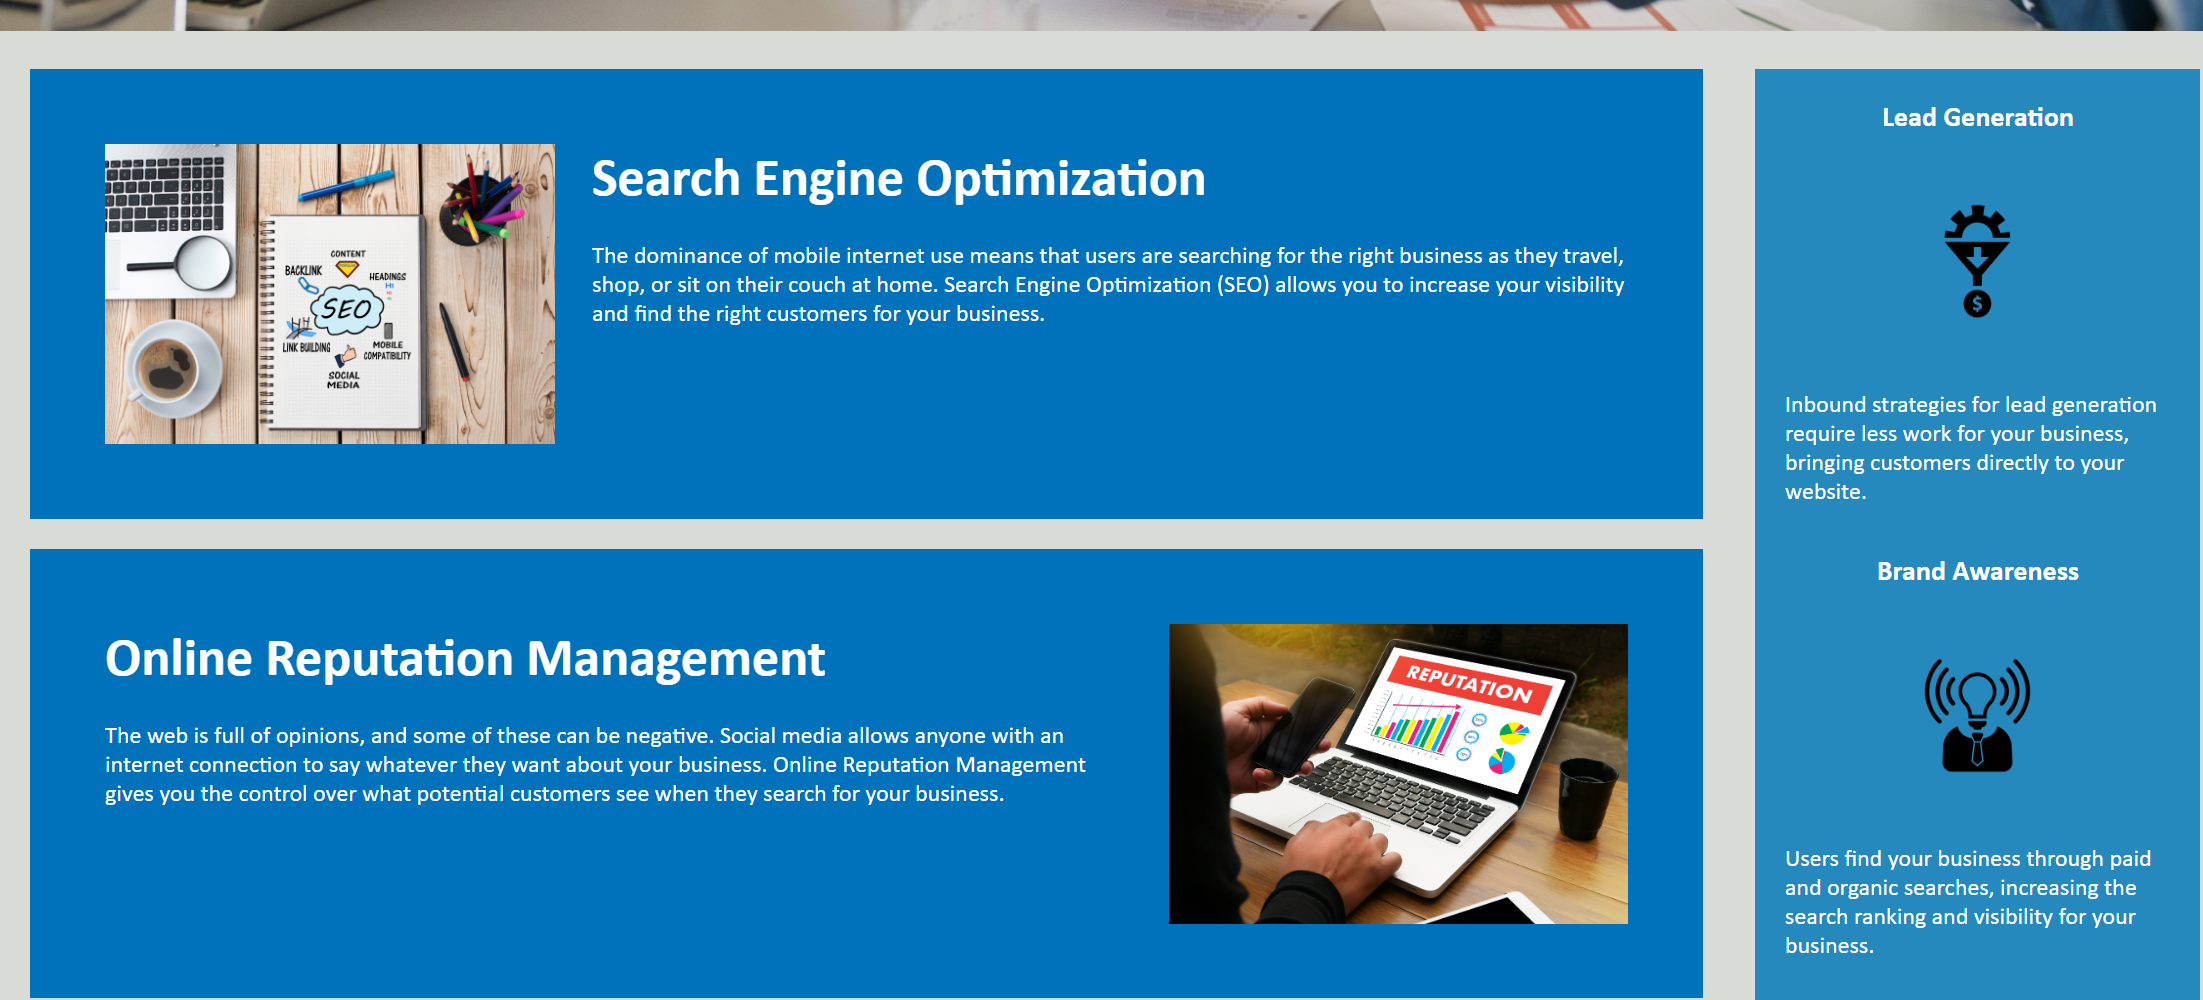 Search Engine Optimization
The dominance of mobile internet use means that users are searching for the right business as they travel,
shop, or sit on their couch at home. Search Engine Optimization (SEO) allows you to increase your visibility
and find the right customers for your business.
CONTENT
BACKLINK
HEADINGS
H1
SEO
LINK BUILDING
MOBILE
COMPATIBILITY
SOCIAL
MEDIA
Online Reputation Management
The web is full of opinions, and some of these can be negative. Social media allows anyone with an
internet connection to say whatever they want about your business. Online Reputation Management
gives you the control over what potential customers see when they search for your business.
REPUTATION
Lead Generation
$
Inbound strategies for lead generation
require less work for your business,
bringing customers directly to your
website.
Brand Awareness
Users find your business through paid
and organic searches, increasing the
search ranking and visibility for your
business.